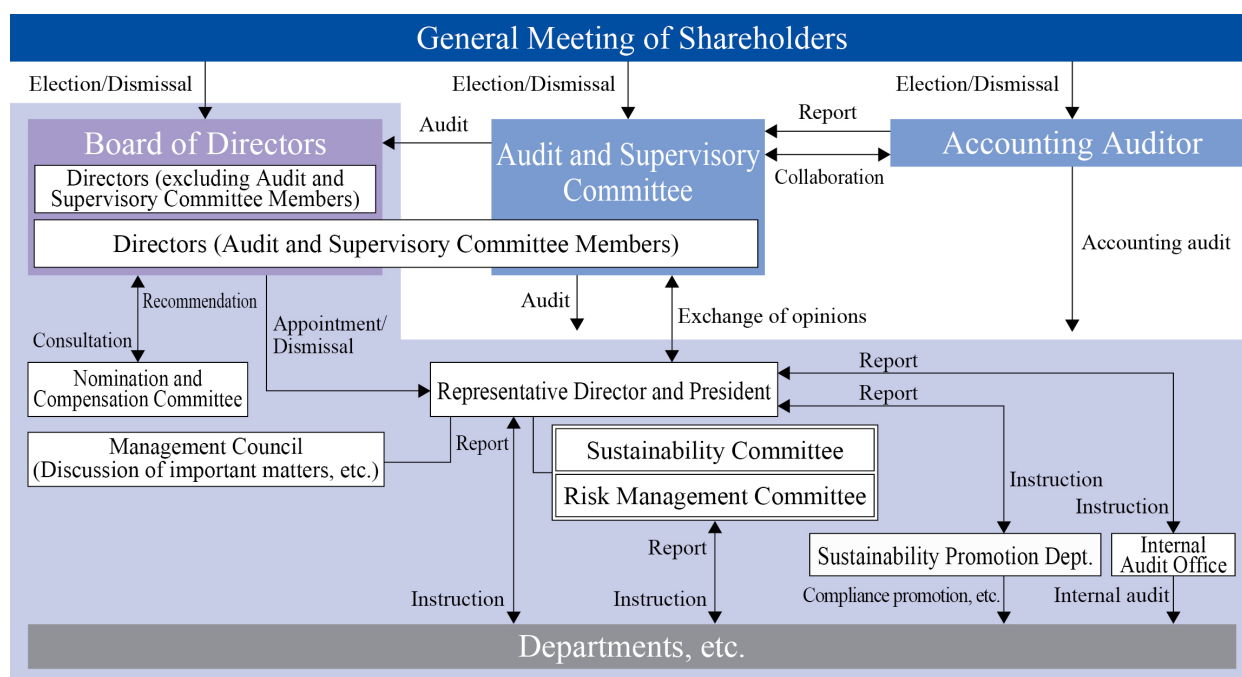 General Meeting of Shareholders
Election/Dismissal
Election/Dismissal
Election/Dismissal
Board of Directors
Directors (excluding Audit and
Supervisory Committee Members)
Audit
Audit and Supervisory
Committee
Report
Collaboration
Accounting Auditor
Directors (Audit and Supervisory Committee Members)
Accounting audit
Recommendation
Consultation
Appointment/
Dismissal
Audit
Exchange of opinions
Nomination and
Compensation Committee
Representative Director and President
Report
Report
Management Council
(Discussion of important matters, etc.)
Report
Sustainability Committee
Risk Management Committee
Instruction
Instruction
Report
Sustainability Promotion Dept.
Internal
Audit Office
Instruction
Instruction
Compliance promotion, etc.
Internal audit
Departments, etc.